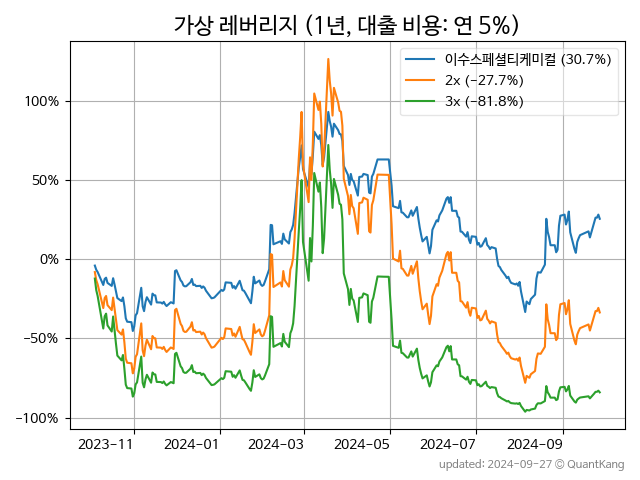 가상 레버리지 (1년, 대출 비용: 연 5%)
이수스페셜티케미컬 (30.7%)
2x (−27.7%)
3x (−81.8%)
100%
50%
0%
−50%
−100%
2023-11 2024-01 2024-03 2024-05 2024-07 2024-09
updated: 2024-09-27 © QuantKang